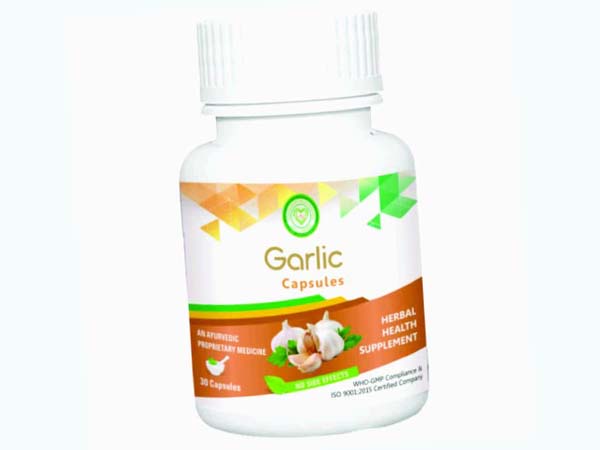 Garlic
Capsules
AN AYURVEDIC
PROPRIETARY MEDICINE
30 Capsules
HERBAL
HEALTH
SUPPLEMENT
NO SIDE EFFECTS
WHO-GMP Compliance &
ISO 9001:2015 Certified Company